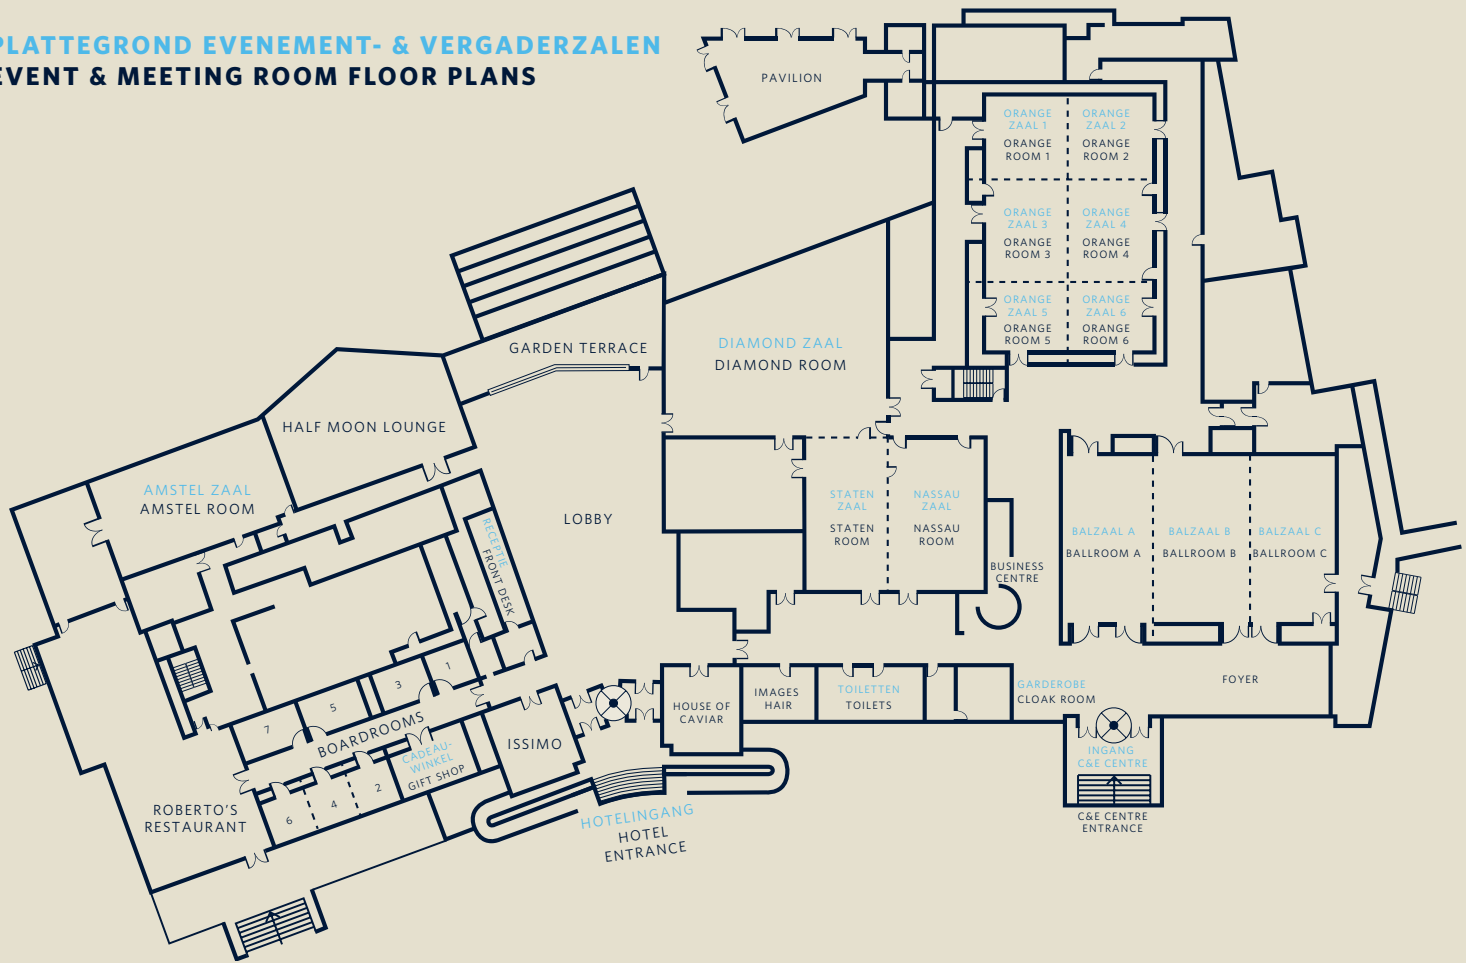 PLATTEGROND EVENEMENT- & VERGADERZALEN
EVENT & MEETING ROOM FLOOR PLANS
PAVILION
ORANGE
ZAAL 1
ORANGE
ROOM 1
ORANGE
ZAAL 2
ORANGE
ROOM 2
ORANGE
ZAAL 3
ORANGE
ROOM 3
ORANGE
ZAAL 4
ORANGE
ROOM 4
ORANGE
ZAAL 5
ORANGE
ROOM 5
ORANGE
ZAAL 6
ORANGE
ROOM 6
GARDEN TERRACE
DIAMOND ZAAL
DIAMOND ROOM
HALF MOON LOUNGE
AMSTEL ZAAL
AMSTEL ROOM
LOBBY
RECEPTIE
FRONT DESK
STATEN
ZAAL
STATEN
ROOM
NASSAU
ZAAL
NASSAU
ROOM
BUSINESS
CENTRE
BALZAAL A
BALLROOM A
BALZAAL B
BALLROOM B
BALZAAL C
BALLROOM C
FOYER
1
3
5
7
BOARDROOMS
2
4
6
CADEAU-
WINKEL
GIFT SHOP
ISSIMO
HOUSE OF
CAVIAR
IMAGES
HAIR
TOILETTEN
TOILETS
GARDEROBE
CLOAK ROOM
INGANG
C&E CENTRE
C&E CENTRE
ENTRANCE
ROBERTO'S
RESTAURANT
HOTELINGANG
HOTEL
ENTRANCE